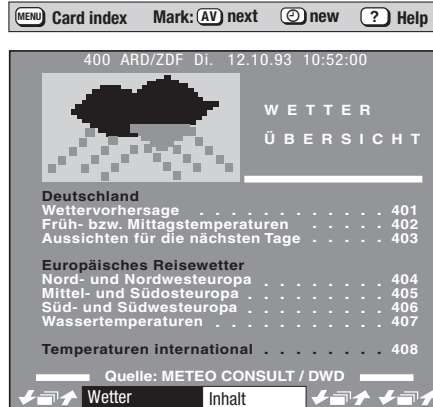 MENU Card index Mark: AV next new ? Help
400 ARD/ZDF Di. 12.10.93 10:52:00
WETTER
ÜBERSICHT
Deutschland
Wettervorhersage . . . . . . . . . . . . 401
Früh- bzw. Mittagstemperaturen . . . . . 402
Aussichten für die nächsten Tage . . . . . 403
Europäisches Reisewetter
Nord- und Nordwesteuropa . . . . . . . . 404
Mittel- und Südosteuropa . . . . . . . . 405
Süd- und Südwesteuropa . . . . . . . . 406
Wassertemperaturen . . . . . . . . . . . 407
Temperaturen international . . . . . . . . 408
Quelle: METEO CONSULT / DWD
Wetter Inhalt